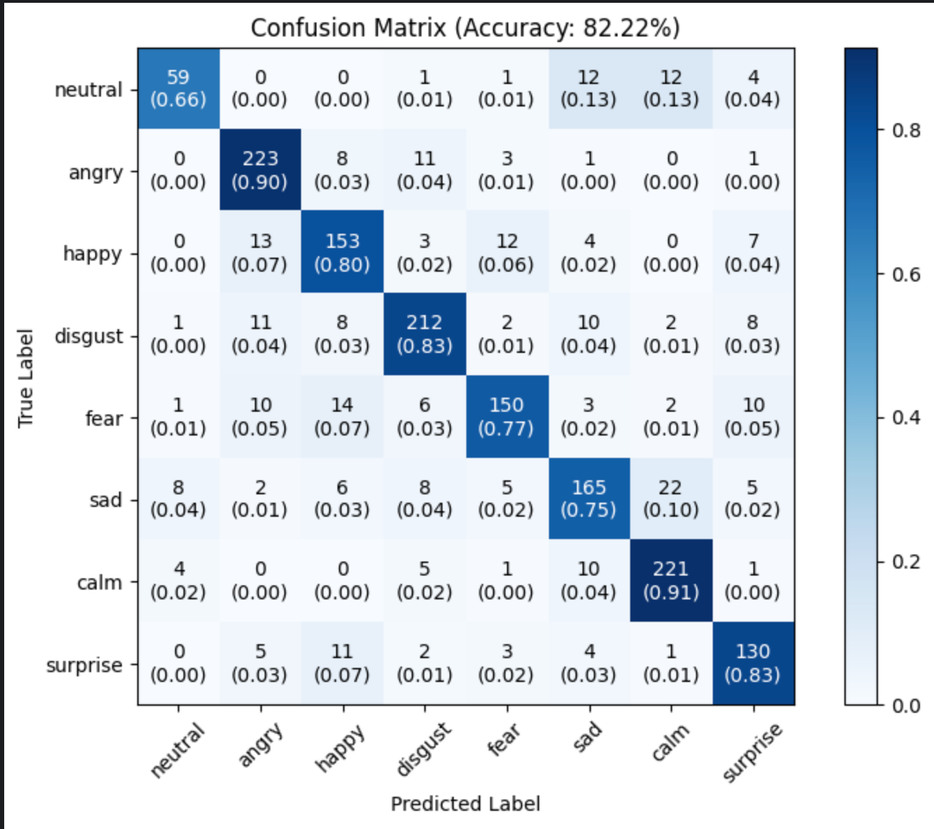 Confusion Matrix (Accuracy: 82.22%)
neutral 59 0 0 1 1 12 12 4
(0.66) (0.00) (0.00) (0.01) (0.01) (0.13) (0.13) (0.04)
angry 0 223 8 11 3 1 0 1
(0.00) (0.90) (0.03) (0.04) (0.01) (0.00) (0.00) (0.00)
happy 0 13 153 3 12 4 0 7
(0.00) (0.07) (0.80) (0.02) (0.06) (0.02) (0.00) (0.04)
disgust 1 11 8 212 2 10 2 8
(0.00) (0.04) (0.03) (0.83) (0.01) (0.04) (0.01) (0.03)
fear 1 10 14 6 150 3 2 10
(0.01) (0.05) (0.07) (0.03) (0.77) (0.02) (0.01) (0.05)
sad 8 2 6 8 5 165 22 5
(0.04) (0.01) (0.03) (0.04) (0.02) (0.75) (0.10) (0.02)
calm 4 0 0 5 1 10 221 1
(0.02) (0.00) (0.00) (0.02) (0.00) (0.04) (0.91) (0.00)
surprise 0 5 11 2 3 4 1 130
(0.00) (0.03) (0.07) (0.01) (0.02) (0.03) (0.01) (0.83)
neutral angry happy disgust fear sad calm surprise
Predicted Label
True Label
0.8
0.6
0.4
0.2
0.0